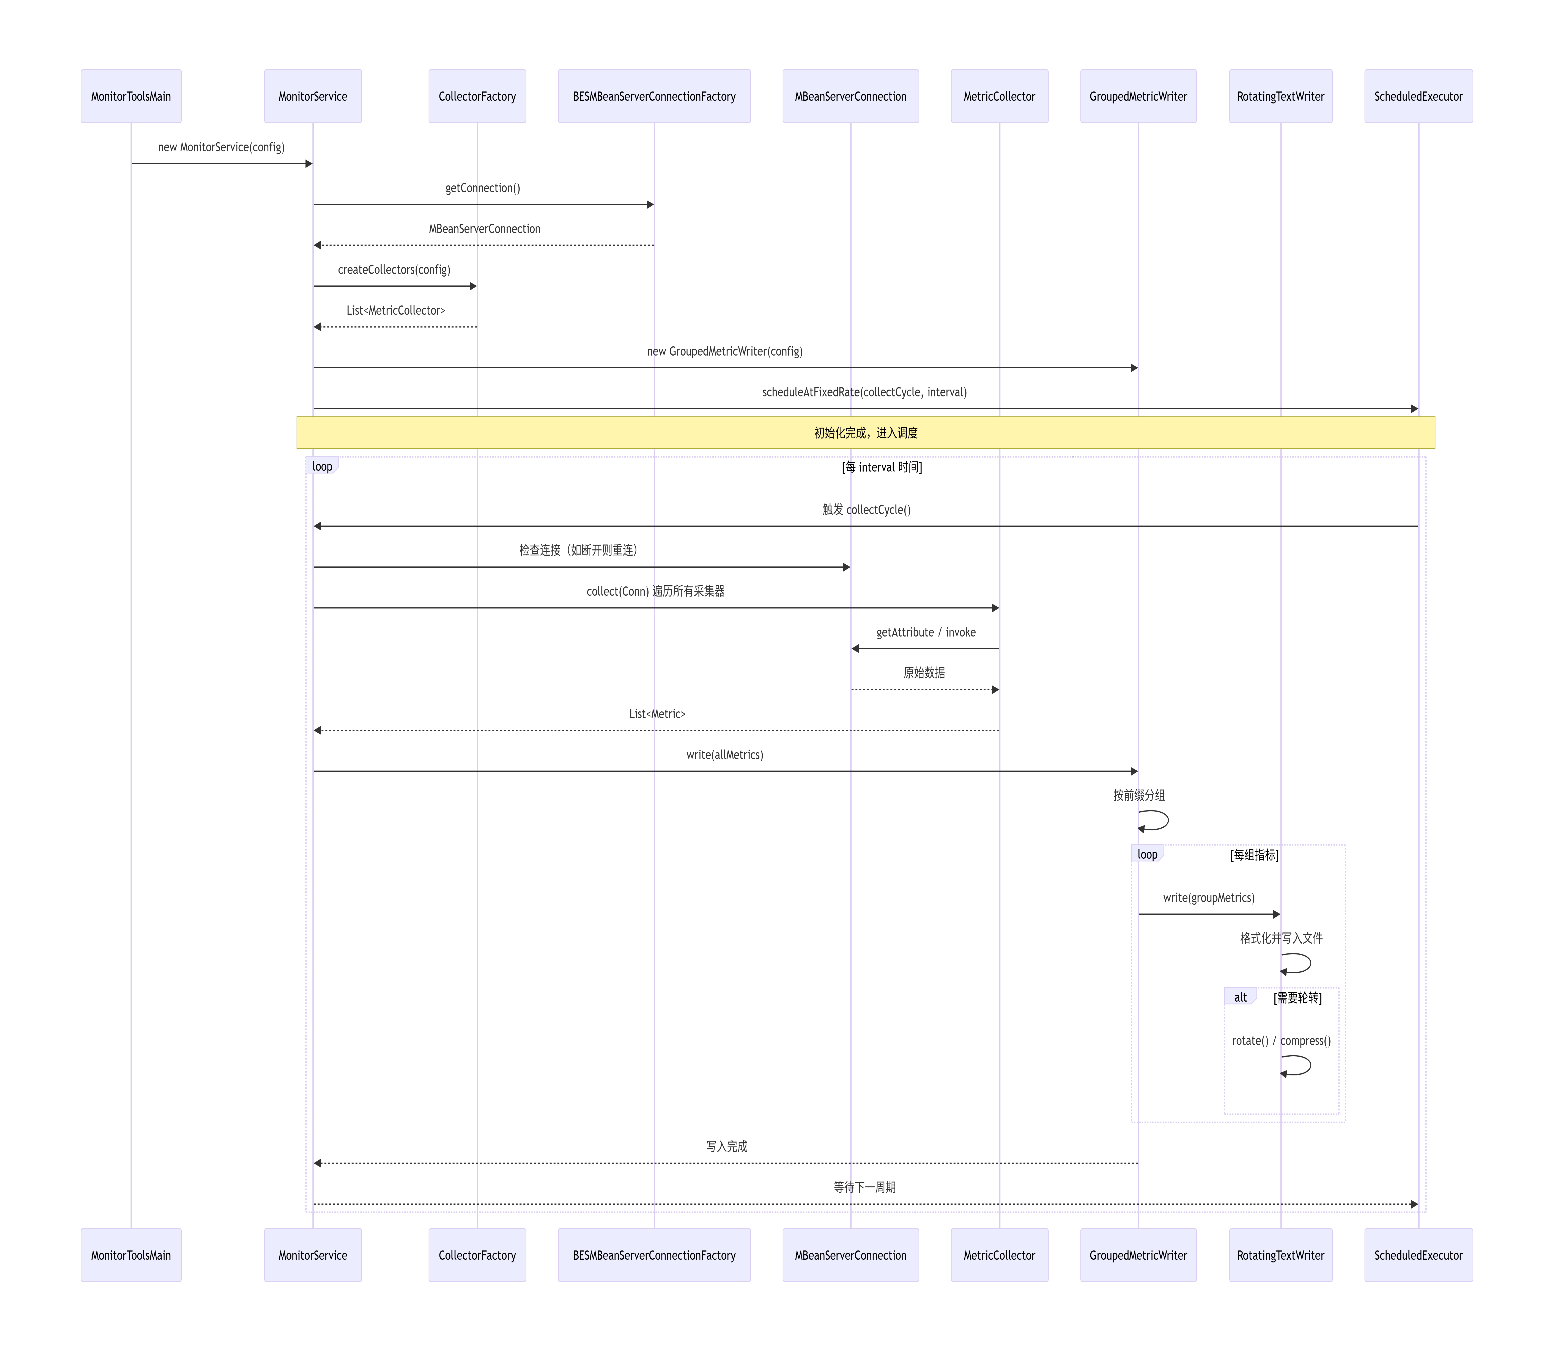 MonitorToolsMain
MonitorService
CollectorFactory
BESMBeanServerConnectionFactory
MBeanServerConnection
MetricCollector
GroupedMetricWriter
RotatingTextWriter
ScheduledExecutor
new MonitorService(config)
getConnection()
MBeanServerConnection
createCollectors(config)
List<MetricCollector>
new GroupedMetricWriter(config)
scheduleAtFixedRate(collectCycle, interval)
初始化完成，进入调度
loop
[每 interval 时间]
触发 collectCycle()
检查连接（如断开则重连）
collect(Conn) 遍历所有采集器
getAttribute / invoke
原始数据
List<Metric>
write(allMetrics)
按前缀分组
loop
[每组指标]
write(groupMetrics)
格式化并写入文件
alt
[需要轮转]
rotate() / compress()
写入完成
等待下一周期
MonitorToolsMain
MonitorService
CollectorFactory
BESMBeanServerConnectionFactory
MBeanServerConnection
MetricCollector
GroupedMetricWriter
RotatingTextWriter
ScheduledExecutor